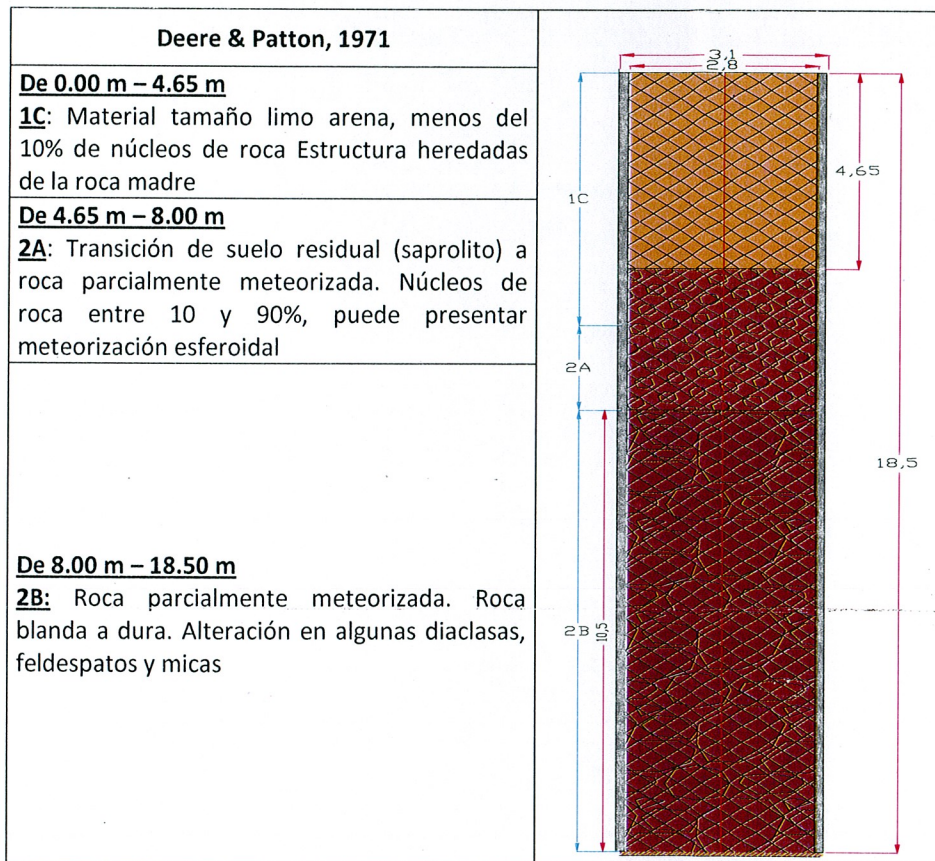 Deere & Patton, 1971
De 0.00 m – 4.65 m
1C: Material tamaño limo arena, menos del
10% de núcleos de roca Estructura heredadas
de la roca madre
De 4.65 m – 8.00 m
2A: Transición de suelo residual (saprolito) a
roca parcialmente meteorizada. Núcleos de
roca entre 10 y 90%, puede presentar
meteorización esferoidal
De 8.00 m – 18.50 m
2B: Roca parcialmente meteorizada. Roca
blanda a dura. Alteración en algunas diaclasas,
feldespatos y micas
3,1
2,8
4,65
1C
2A
18,5
2B
10,5